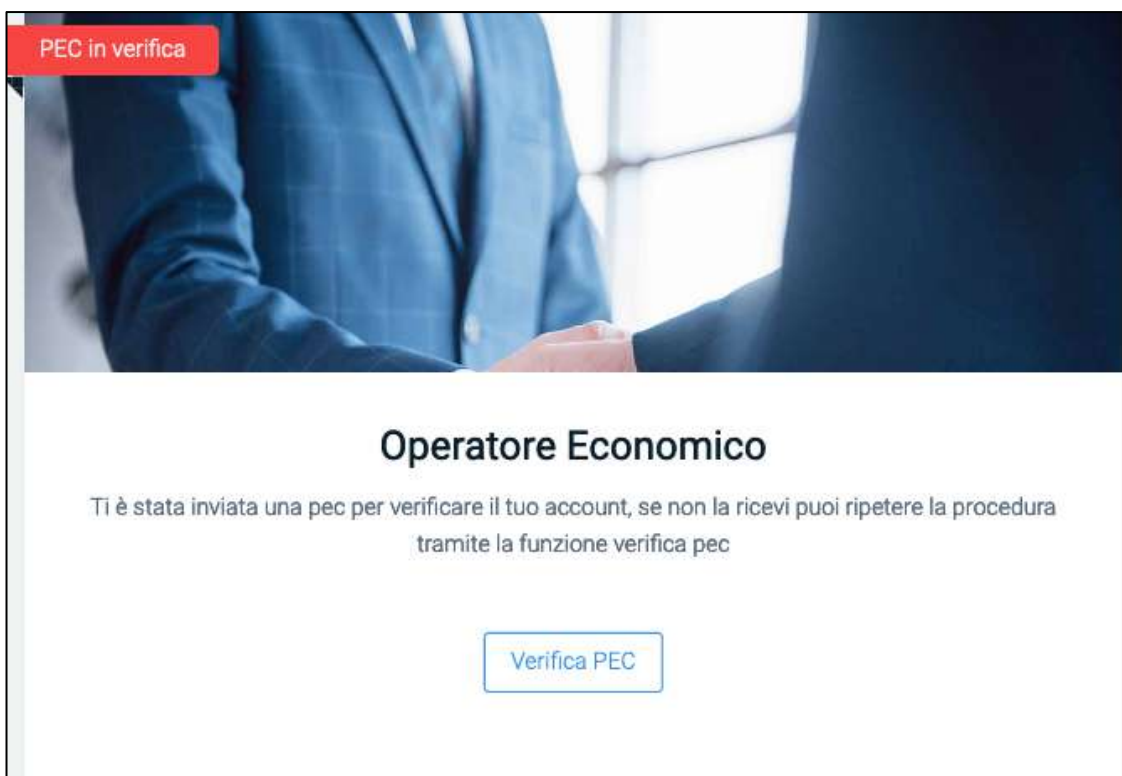 PEC in verifica
Operatore Economico
Ti è stata inviata una pec per verificare il tuo account, se non la ricevi puoi ripetere la procedura
tramite la funzione verifica pec
Verifica PEC